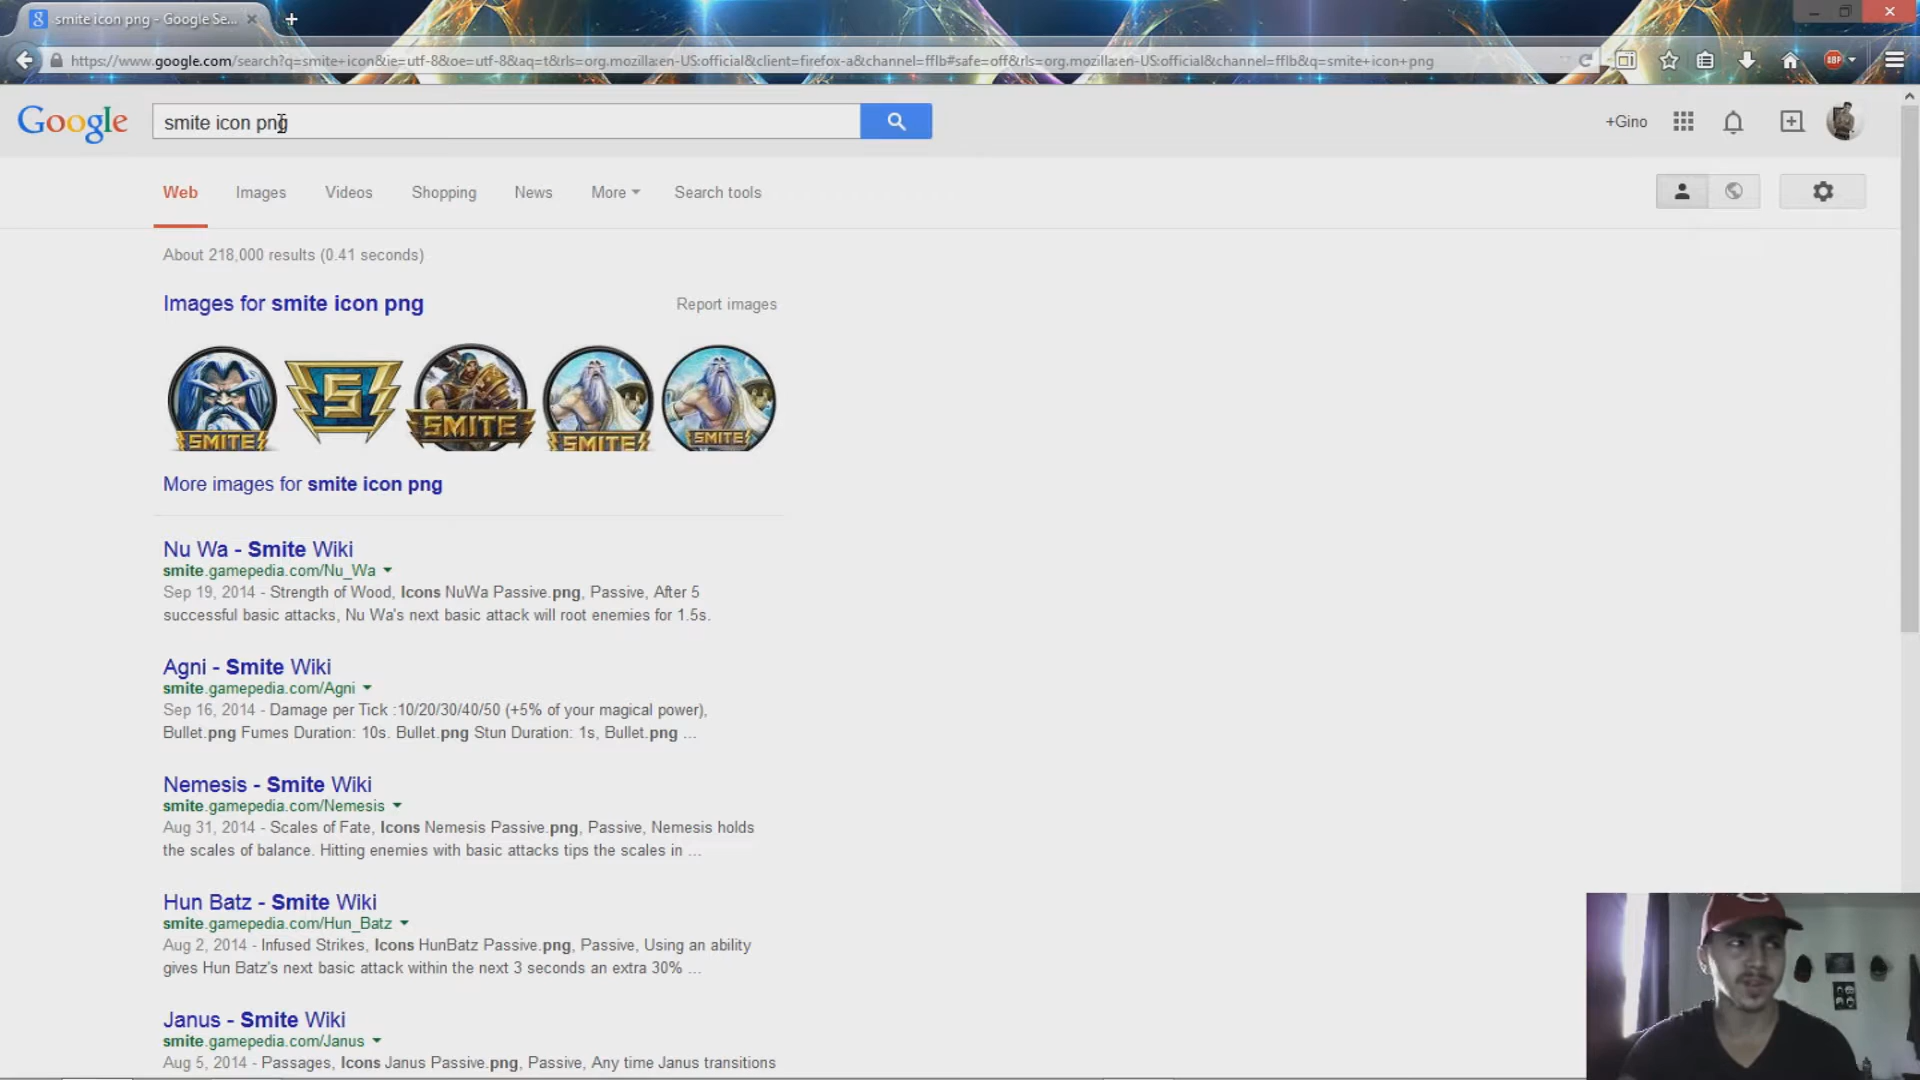 smite icon png - Google Se...
https://www.google.com/search?q=smite+icon&ie=utf-8&oe=utf-8&aq=t&rls=org.mozilla:en-US:official&client=firefox-a&channel=fflb#safe=off&rls=org.mozilla:en-US:official&channel=fflb&q=smite+icon+png
ABP
Google
smite icon png
+Gino
Web
Images
Videos
Shopping
News
More
Search tools
About 218,000 results (0.41 seconds)
Images for smite icon png
Report images
SMITE
S
SMITE
SMITE
SMITE
More images for smite icon png
Nu Wa - Smite Wiki
smite.gamepedia.com/Nu_Wa
Sep 19, 2014 - Strength of Wood, Icons NuWa Passive.png, Passive, After 5
successful basic attacks, Nu Wa's next basic attack will root enemies for 1.5s.
Agni - Smite Wiki
smite.gamepedia.com/Agni
Sep 16, 2014 - Damage per Tick :10/20/30/40/50 (+5% of your magical power),
Bullet.png Fumes Duration: 10s. Bullet.png Stun Duration: 1s, Bullet.png ...
Nemesis - Smite Wiki
smite.gamepedia.com/Nemesis
Aug 31, 2014 - Scales of Fate, Icons Nemesis Passive.png, Passive, Nemesis holds
the scales of balance. Hitting enemies with basic attacks tips the scales in ...
Hun Batz - Smite Wiki
smite.gamepedia.com/Hun_Batz
Aug 2, 2014 - Infused Strikes, Icons HunBatz Passive.png, Passive, Using an ability
gives Hun Batz's next basic attack within the next 3 seconds an extra 30% ...
Janus - Smite Wiki
smite.gamepedia.com/Janus
Aug 5, 2014 - Passages, Icons Janus Passive.png, Passive, Any time Janus transitions